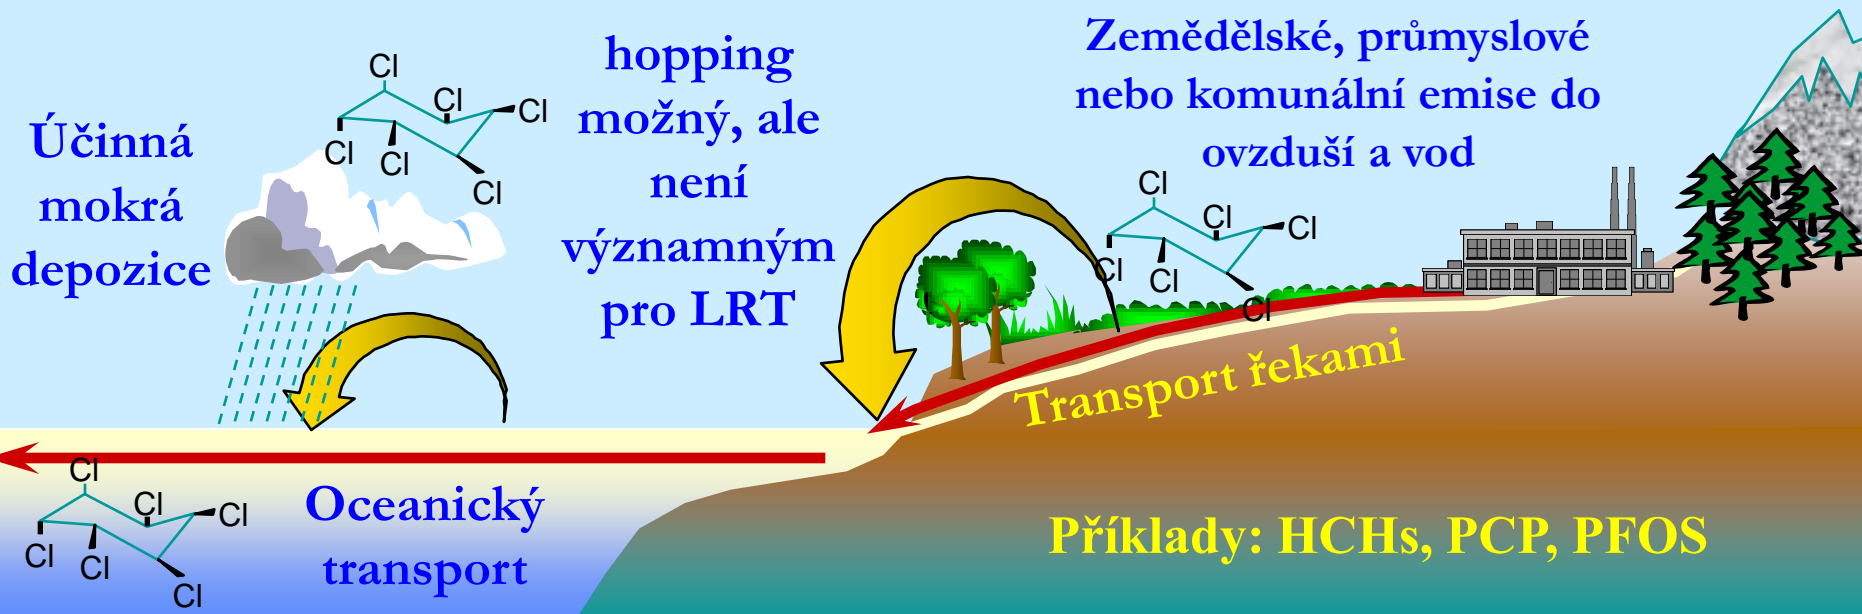 Účinná
mokrá
depozice
Cl
Cl
Cl
Cl
Cl
Cl
hopping
možný, ale
není
významným
pro LRT
Zemědělské, průmyslové
nebo komunální emise do
ovzduší a vod
Cl
Cl
Cl
Cl
Cl
Cl
Transport řekami
Cl
Cl
Cl
Cl
Cl
Cl
Oceanický
transport
Příklady: HCHs, PCP, PFOS